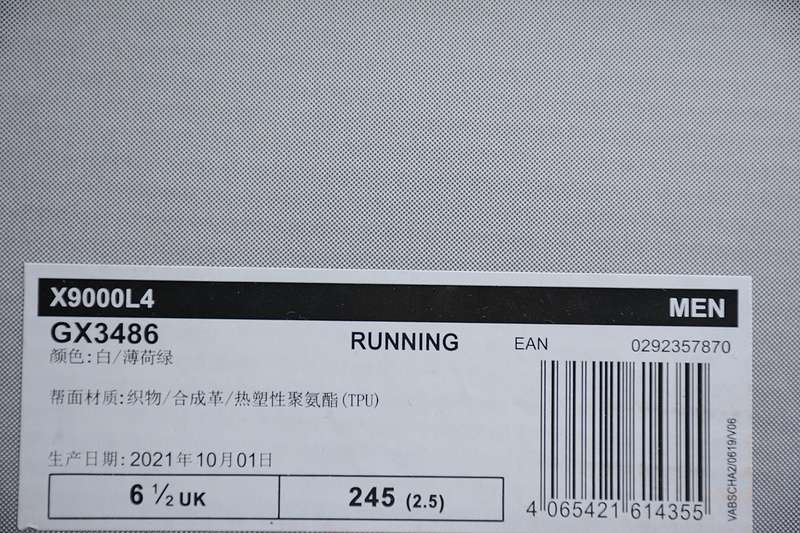 X9000L4 MEN
GX3486 RUNNING EAN 0292357870
颜色:白/薄荷绿
帮面材质:织物/合成革/热塑性聚氨酯(TPU)
生产日期:2021年10月01日
6 ½ UK 245 (2.5)
4 065421 614355
VABSCHA2/0619/V06